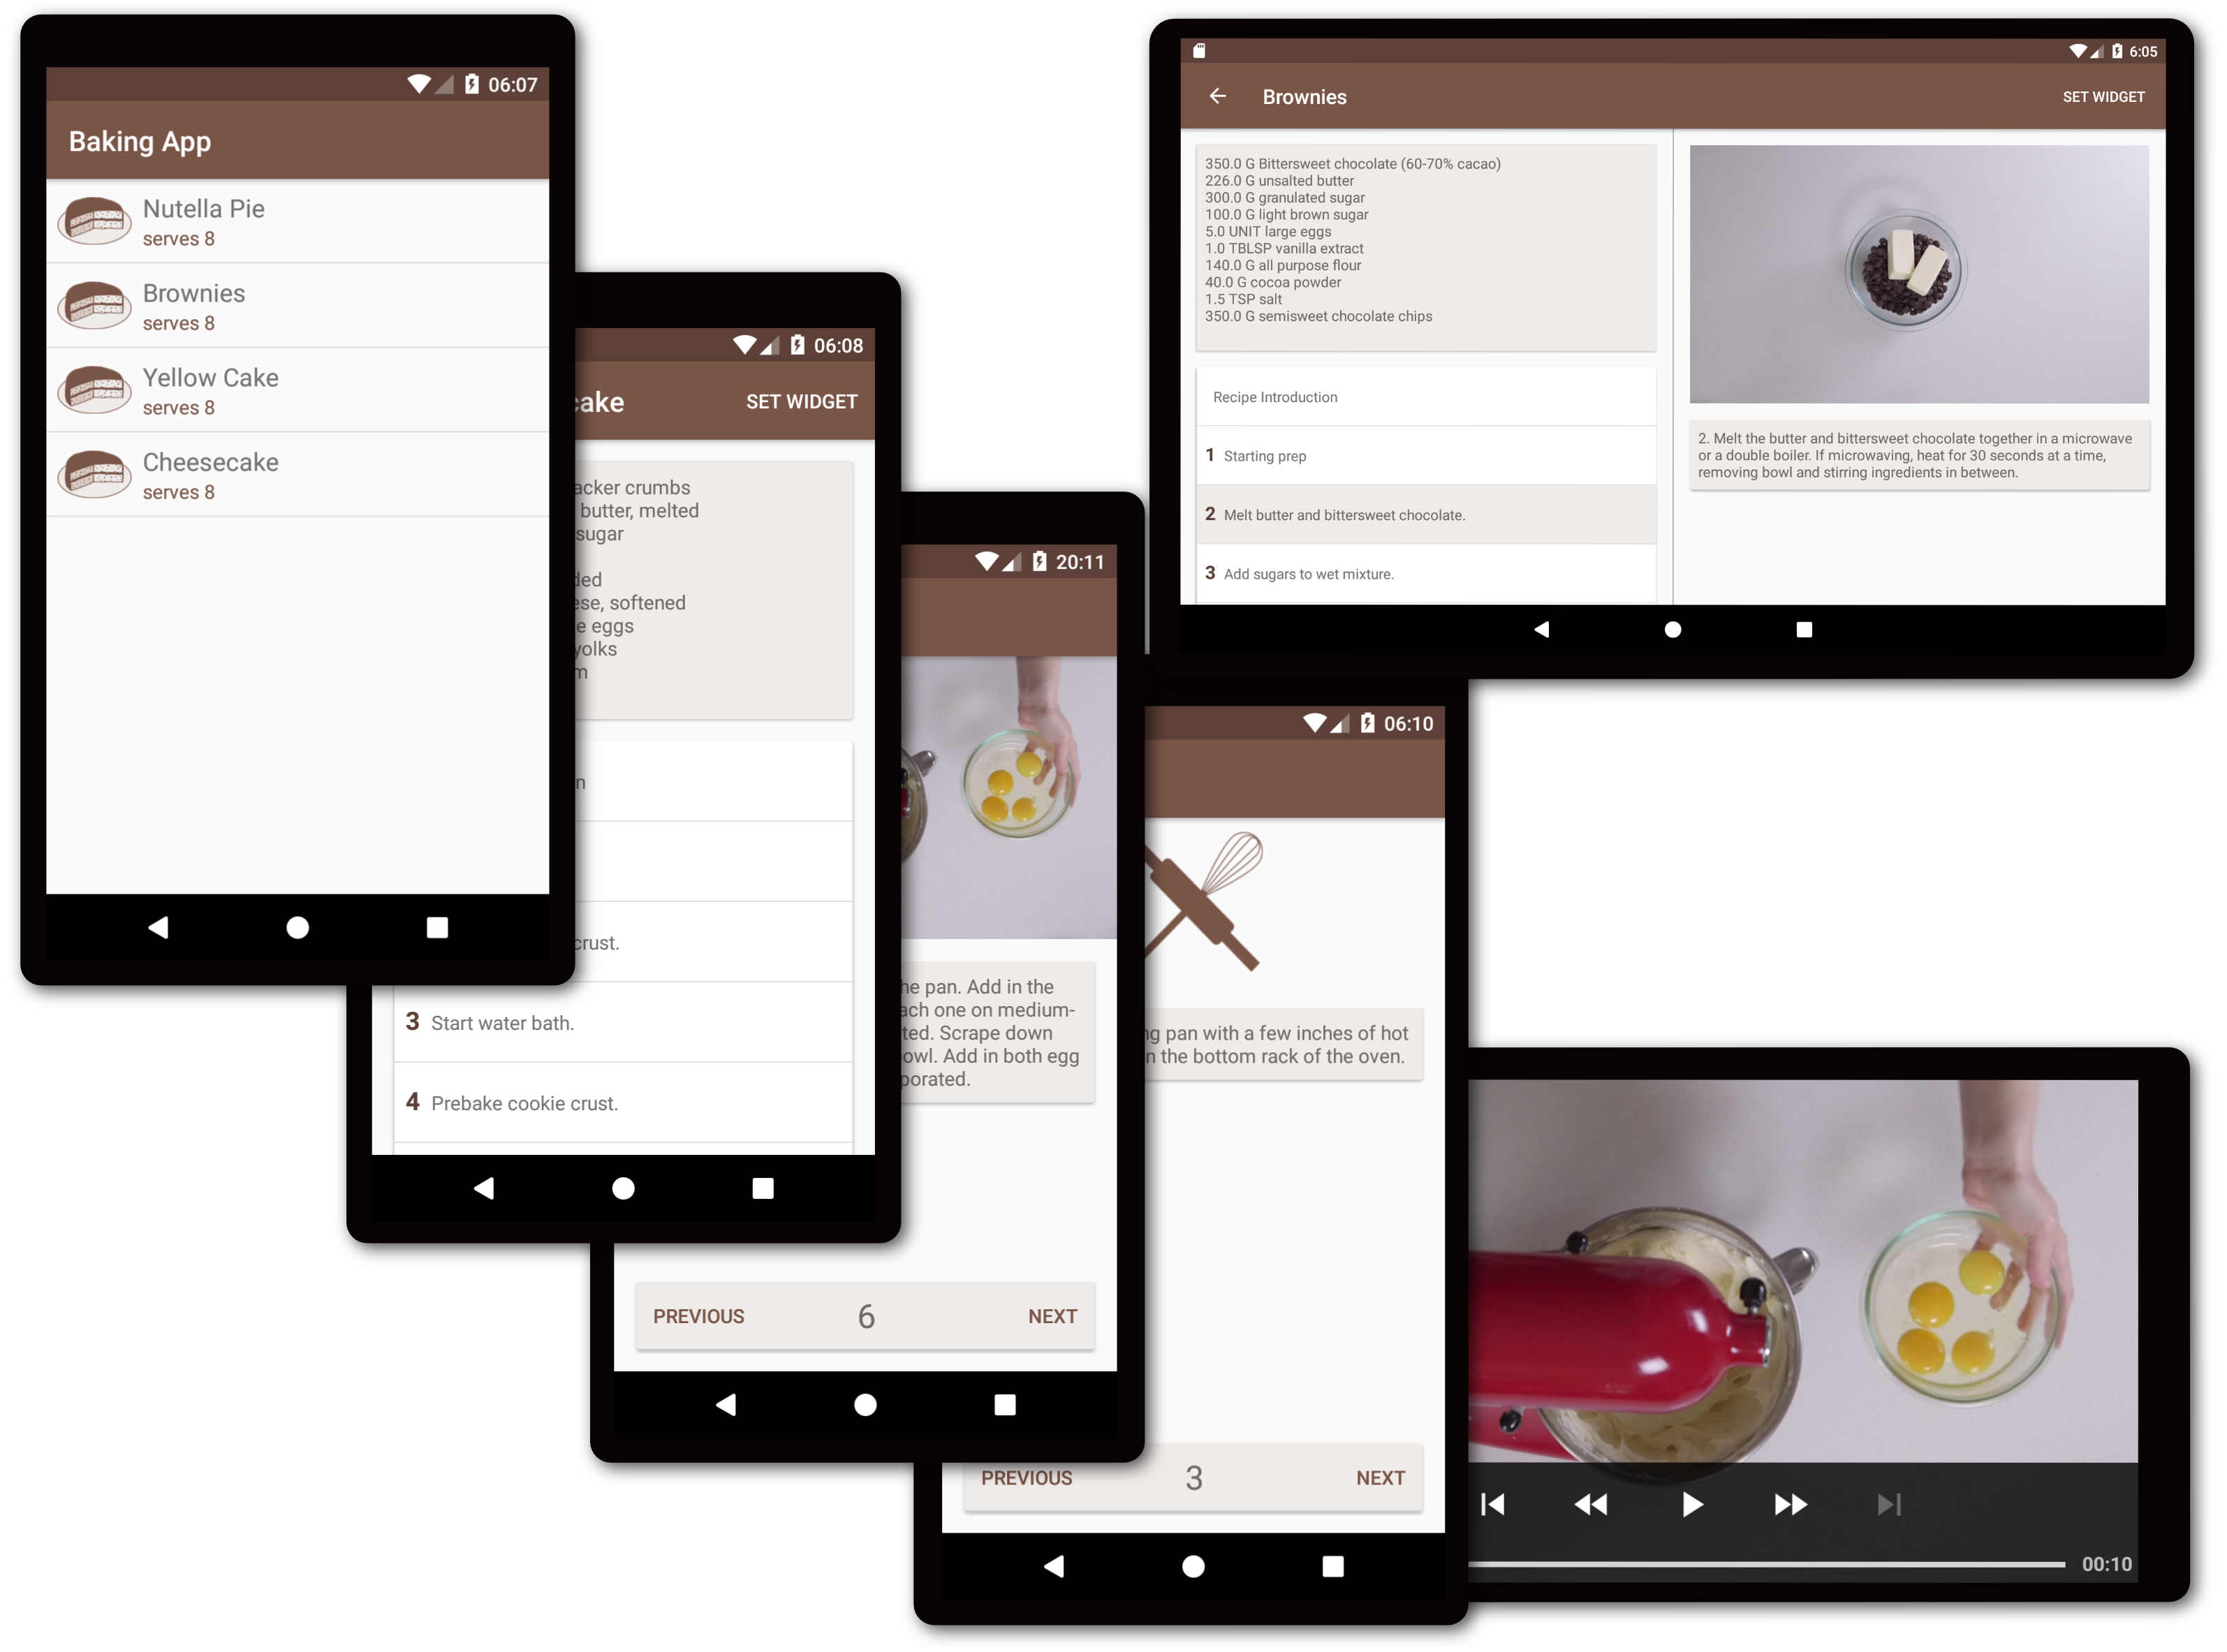 06:07
Baking App
Nutella Pie
serves 8
Brownies
serves 8
Yellow Cake
serves 8
Cheesecake
serves 8
06:08
SET WIDGET
crumbs
butter, melted
sugar
softened
eggs
yolks
crust.
3 Start water bath.
4 Prebake cookie crust.
20:11
pan. Add in the
one on medium-
Scrape down
Add in both egg
PREVIOUS 6 NEXT
06:10
pan with a few inches of hot
the bottom rack of the oven.
PREVIOUS 3 NEXT
6:05
Brownies SET WIDGET
350.0 G Bittersweet chocolate (60-70% cacao)
226.0 G unsalted butter
300.0 G granulated sugar
100.0 G light brown sugar
5.0 UNIT large eggs
1.0 TBLSP vanilla extract
140.0 G all purpose flour
40.0 G cocoa powder
1.5 TSP salt
350.0 G semisweet chocolate chips
Recipe Introduction
1 Starting prep
2 Melt butter and bittersweet chocolate.
3 Add sugars to wet mixture.
2. Melt the butter and bittersweet chocolate together in a microwave
or a double boiler. If microwaving, heat for 30 seconds at a time,
removing bowl and stirring ingredients in between.
00:10